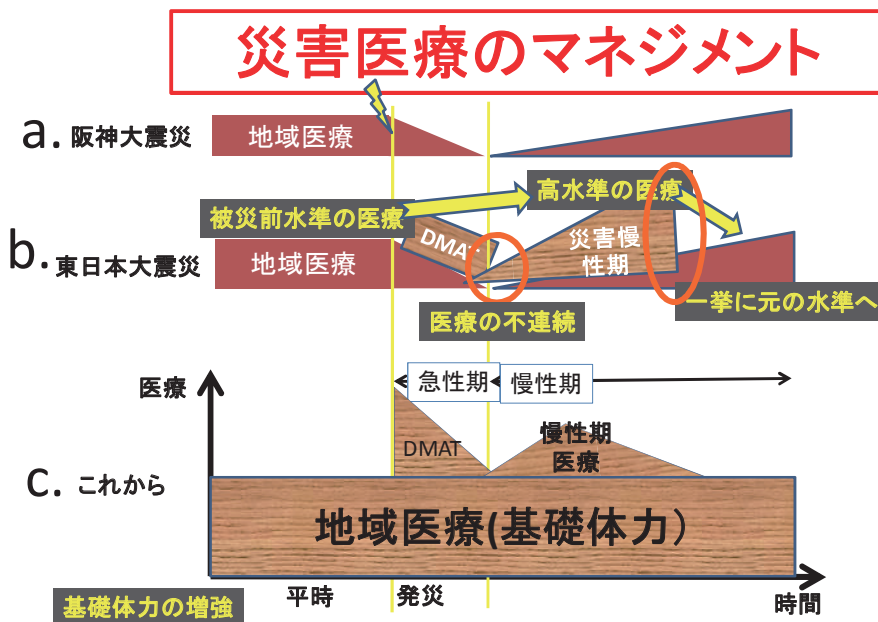 災害医療のマネジメント
a. 阪神大震災
地域医療
被災前水準の医療
高水準の医療
b. 東日本大震災
地域医療
DMAT
災害慢
性期
医療の不連続
一挙に元の水準へ
医療
急性期
慢性期
DMAT
慢性期
医療
c. これから
地域医療(基礎体力）
基礎体力の増強
平時
発災
時間